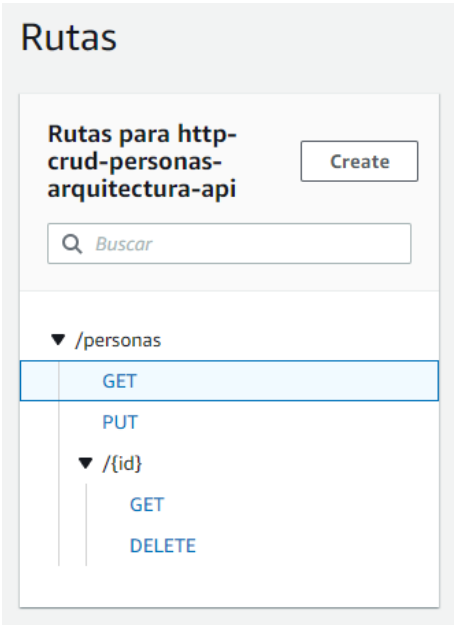 Rutas
Rutas para http-
crud-personas-
arquitectura-api
Create
Buscar
/personas
GET
PUT
/{id}
GET
DELETE